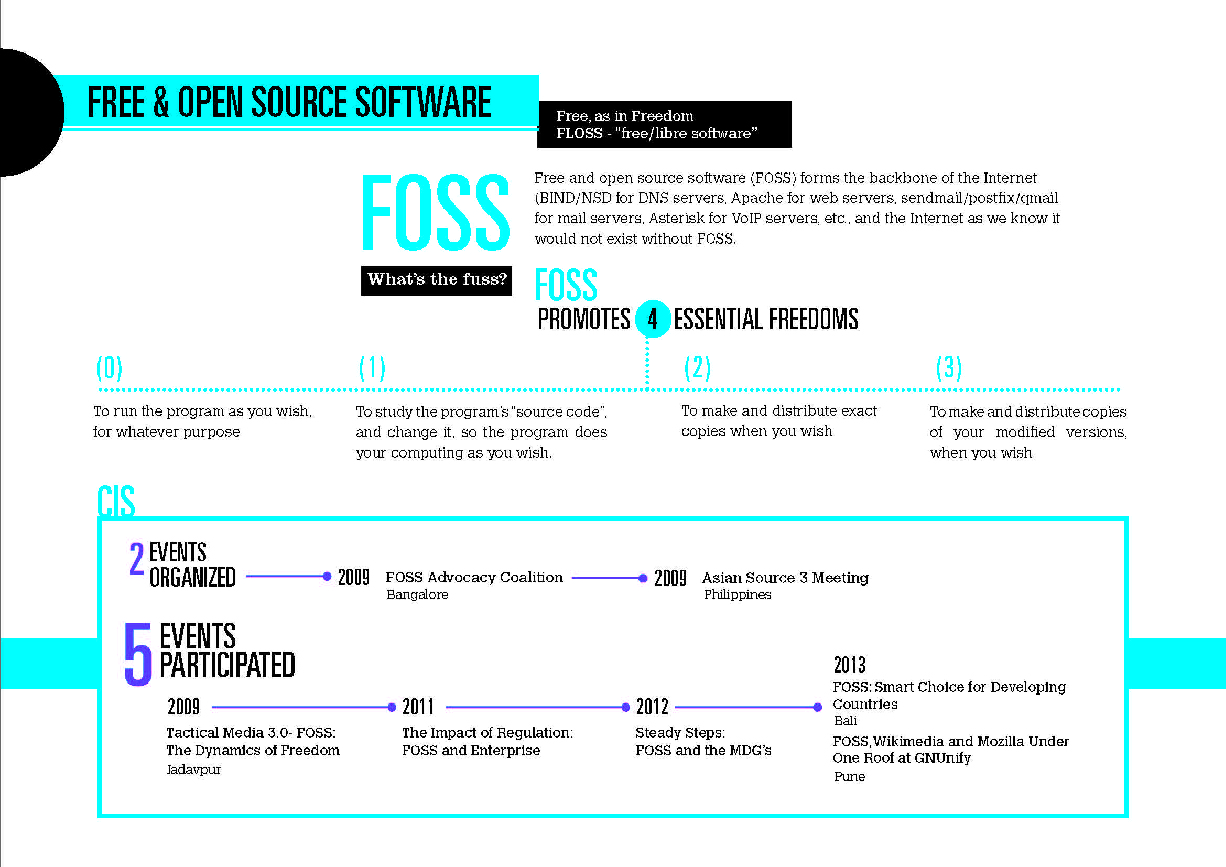 FREE & OPEN SOURCE SOFTWARE
Free, as in Freedom
FLOSS - "free/libre software"
FOSS
What's the fuss?
Free and open source software (FOSS) forms the backbone of the Internet
(BIND/NSD for DNS servers, Apache for web servers, sendmail/postfix/qmail
for mail servers, Asterisk for VoIP servers, etc., and the Internet as we know it
would not exist without FOSS.
FOSS
PROMOTES 4 ESSENTIAL FREEDOMS
(0)
To run the program as you wish,
for whatever purpose
(1)
To study the program's "source code",
and change it, so the program does
your computing as you wish.
(2)
To make and distribute exact
copies when you wish
(3)
To make and distribute copies
of your modified versions,
when you wish
CIS
2 EVENTS
ORGANIZED
2009 FOSS Advocacy Coalition
Bangalore
2009 Asian Source 3 Meeting
Philippines
5 EVENTS
PARTICIPATED
2009
Tactical Media 3.0- FOSS:
The Dynamics of Freedom
Jadavpur
2011
The Impact of Regulation:
FOSS and Enterprise
2012
Steady Steps:
FOSS and the MDG's
2013
FOSS: Smart Choice for Developing
Countries
Bali
FOSS,Wikimedia and Mozilla Under
One Roof at GNUnify
Pune